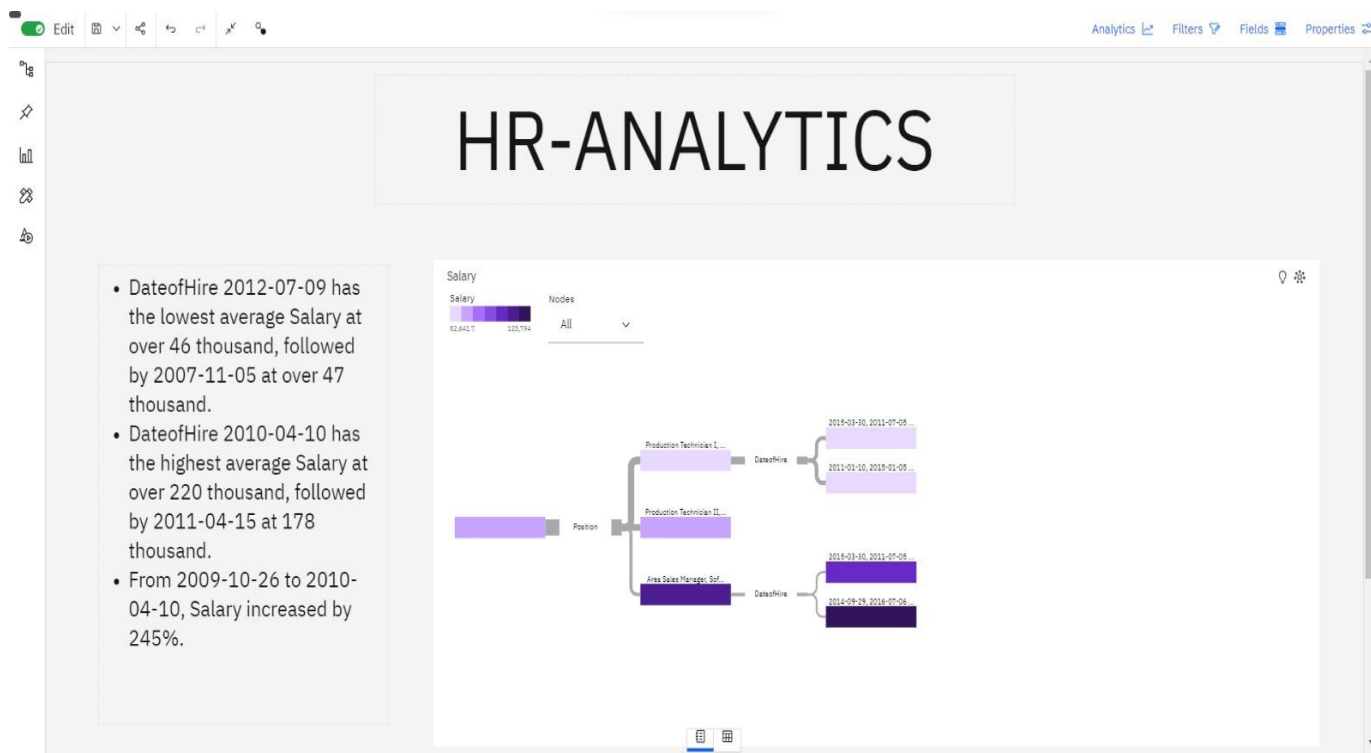 Edit
Analytics
Filters
Fields
Properties
HR-ANALYTICS
• DateofHire 2012-07-09 has
the lowest average Salary at
over 46 thousand, followed
by 2007-11-05 at over 47
thousand.
• DateofHire 2010-04-10 has
the highest average Salary at
over 220 thousand, followed
by 2011-04-15 at 178
thousand.
• From 2009-10-26 to 2010-
04-10, Salary increased by
245%.
Salary
Salary
Nodes
123,794
All
2015-03-30, 2011-07-05 ...
Production Technician I, ...
DateofHire
2011-01-10, 2015-01-05 ...
Production Technician II,...
Position
2015-03-30, 2011-07-05 ...
Area Sales Manager, Sof...
DateofHire
2014-09-29, 2016-07-06 ...